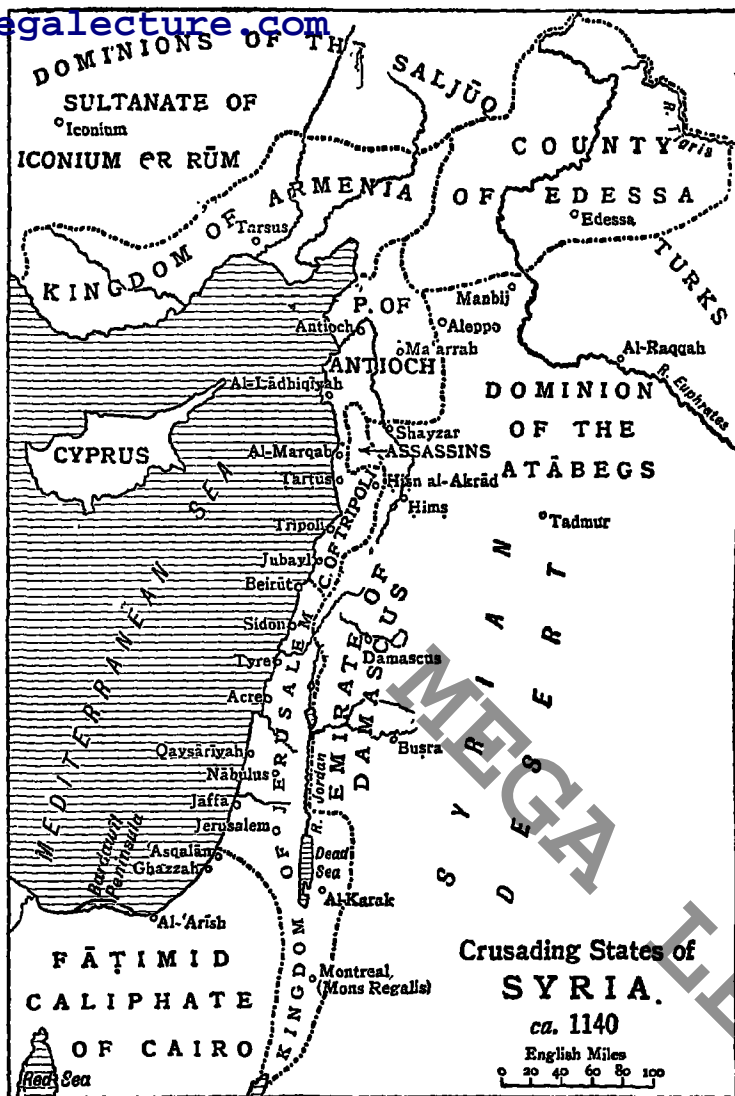 egalecture.com
DOMINIONS OF THE
SALJŪQ
TURKS
SULTANATE OF
ICONIUM OR RŪM
Iconium
KINGDOM OF ARMENIA
Tarsus
COUNTY
OF EDESSA
Edessa
R. Tigris
P. OF
ANTIOCH
Antioch
Manbij
Aleppo
Ma'arrah
Al-Raqqah
R. Euphrates
Al-Lādhiqīyah
DOMINION
OF THE
ATĀBEGS
CYPRUS
Shayzar
ASSASSINS
Al-Marqab
Tartūs
Hisn al-Akrād
Hims
C. OF TRIPOLI
Tripoli
Tadmur
Jubayl
Beirūt
Sidon
EMIRATE OF
DAMASCUS
Damascus
Tyre
Acre
Busra
MEDITERRANEAN SEA
SYRIAN
DESERT
KINGDOM OF JERUSALEM
Qaysārīyah
Nābulus
R. Jordan
Jaffa
Jerusalem
Asqalān
Ghazzah
Dead
Sea
Al-Karak
Bardawīl
Peninsula
Al-'Arīsh
Montreal,
(Mons Regalis)
FĀṬIMID
CALIPHATE
OF CAIRO
Red Sea
Crusading States of
SYRIA.
ca. 1140
English Miles
0 20 40 60 80 100
MEGA LE